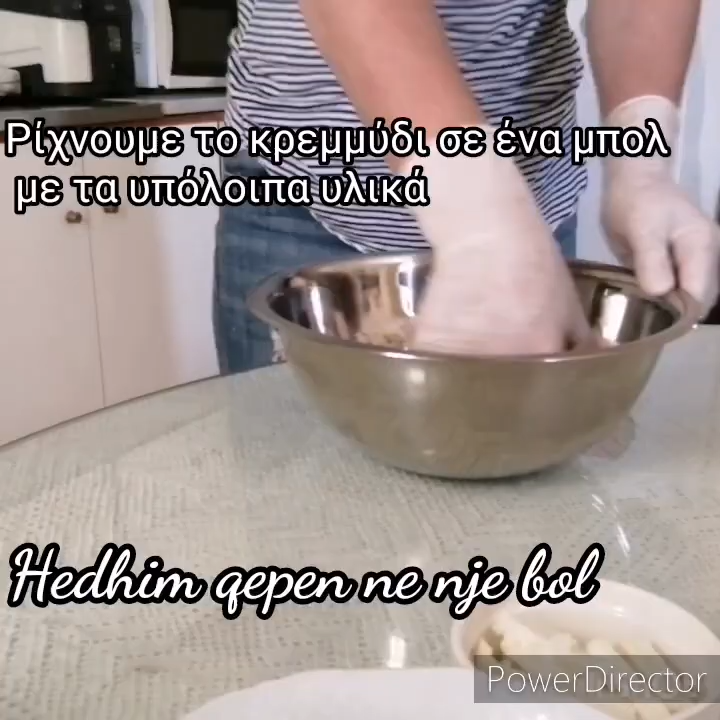 Ρίχνουμε το κρεμμύδι σε ένα μπολ
με τα υπόλοιπα υλικά
Hedhim qepen ne nje bol
PowerDirector